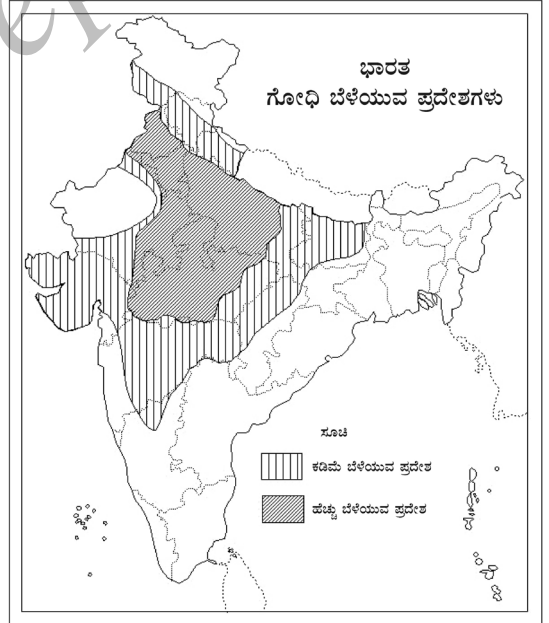 ಭಾರತ
ಗೋಧಿ ಬೆಳೆಯುವ ಪ್ರದೇಶಗಳು
ಸೂಚಿ
ಕಡಿಮೆ ಬೆಳೆಯುವ ಪ್ರದೇಶ
ಹೆಚ್ಚು ಬೆಳೆಯುವ ಪ್ರದೇಶ